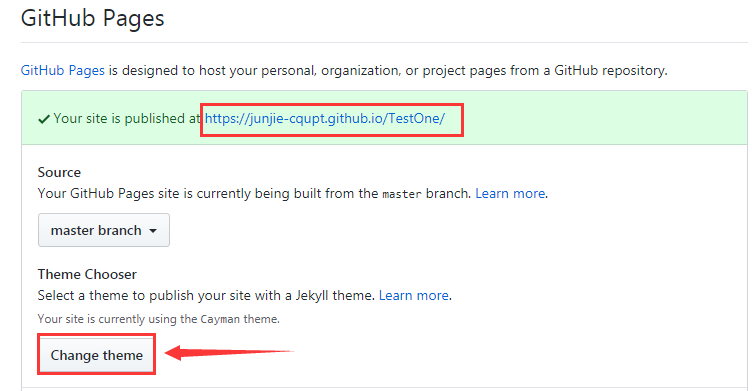 GitHub Pages
GitHub Pages is designed to host your personal, organization, or project pages from a GitHub repository.
Your site is published at https://junjie-cqupt.github.io/TestOne/
Source
Your GitHub Pages site is currently being built from the master branch. Learn more.
master branch
Theme Chooser
Select a theme to publish your site with a Jekyll theme. Learn more.
Your site is currently using the Cayman theme.
Change theme